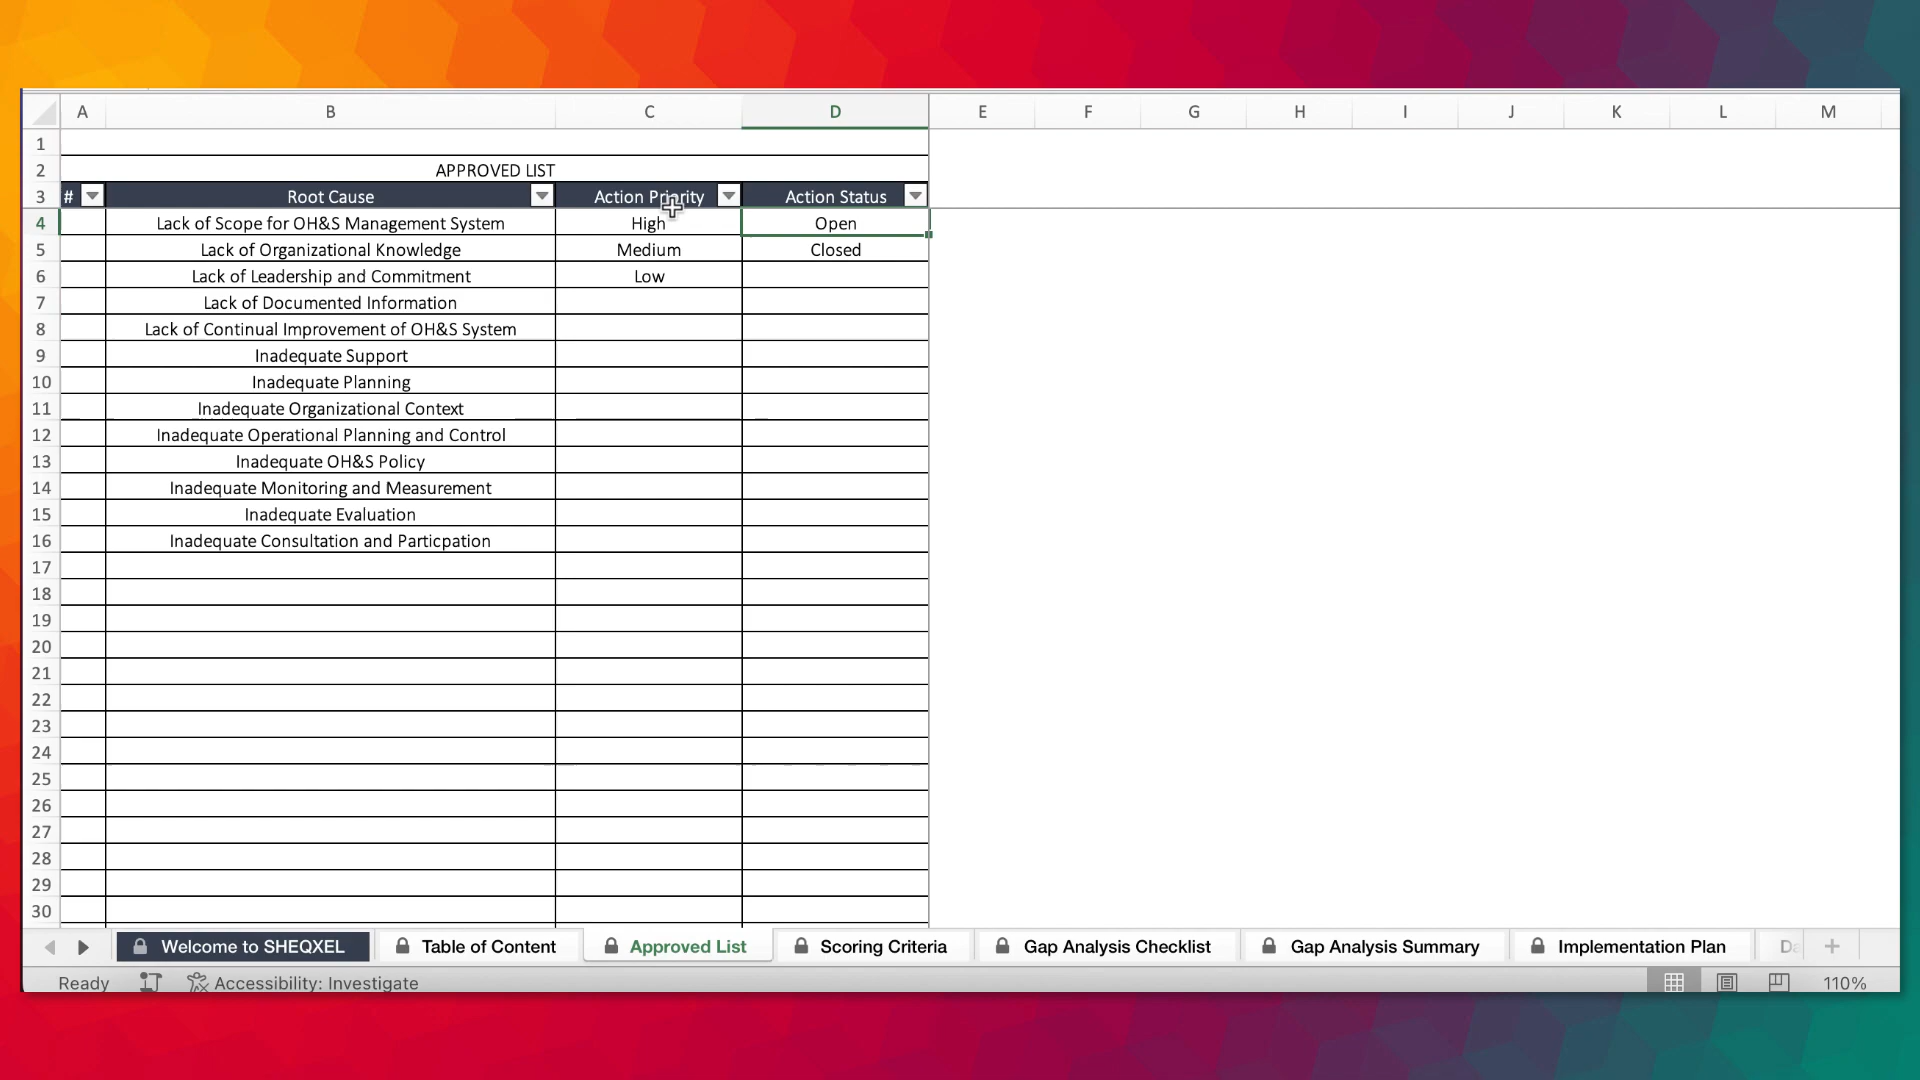 A B C D E F G H I J K L M
1
2 APPROVED LIST
3 # Root Cause Action Priority Action Status
4 Lack of Scope for OH&S Management System High Open
5 Lack of Organizational Knowledge Medium Closed
6 Lack of Leadership and Commitment Low
7 Lack of Documented Information
8 Lack of Continual Improvement of OH&S System
9 Inadequate Support
10 Inadequate Planning
11 Inadequate Organizational Context
12 Inadequate Operational Planning and Control
13 Inadequate OH&S Policy
14 Inadequate Monitoring and Measurement
15 Inadequate Evaluation
16 Inadequate Consultation and Particpation
17
18
19
20
21
22
23
24
25
26
27
28
29
30
Welcome to SHEQXEL Table of Content Approved List Scoring Criteria Gap Analysis Checklist Gap Analysis Summary Implementation Plan
Ready Accessibility: Investigate 110%